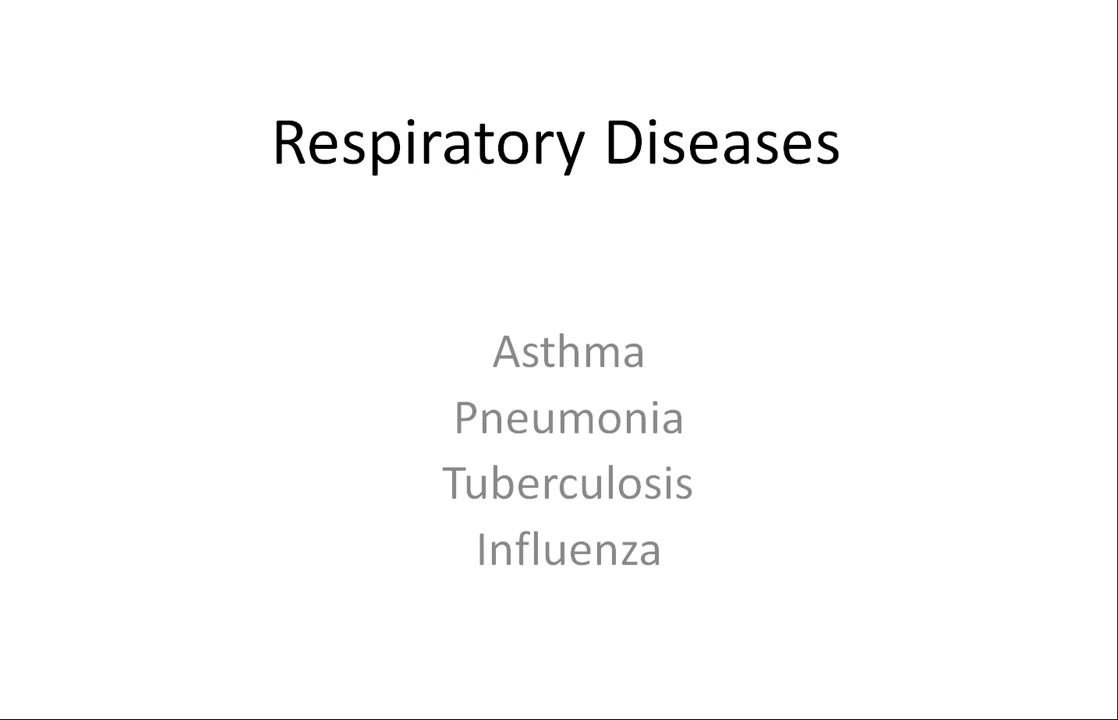 Respiratory Diseases
Asthma
Pneumonia
Tuberculosis
Influenza